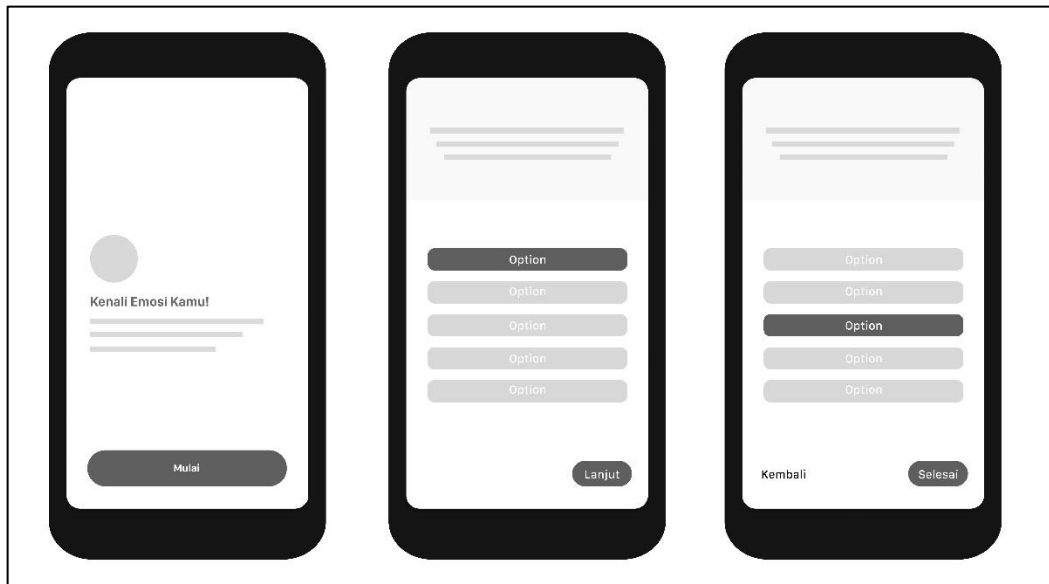 Kenali Emosi Kamu!
Mulai
Option
Option
Option
Option
Option
Lanjut
Option
Option
Option
Option
Option
Kembali
Selesai